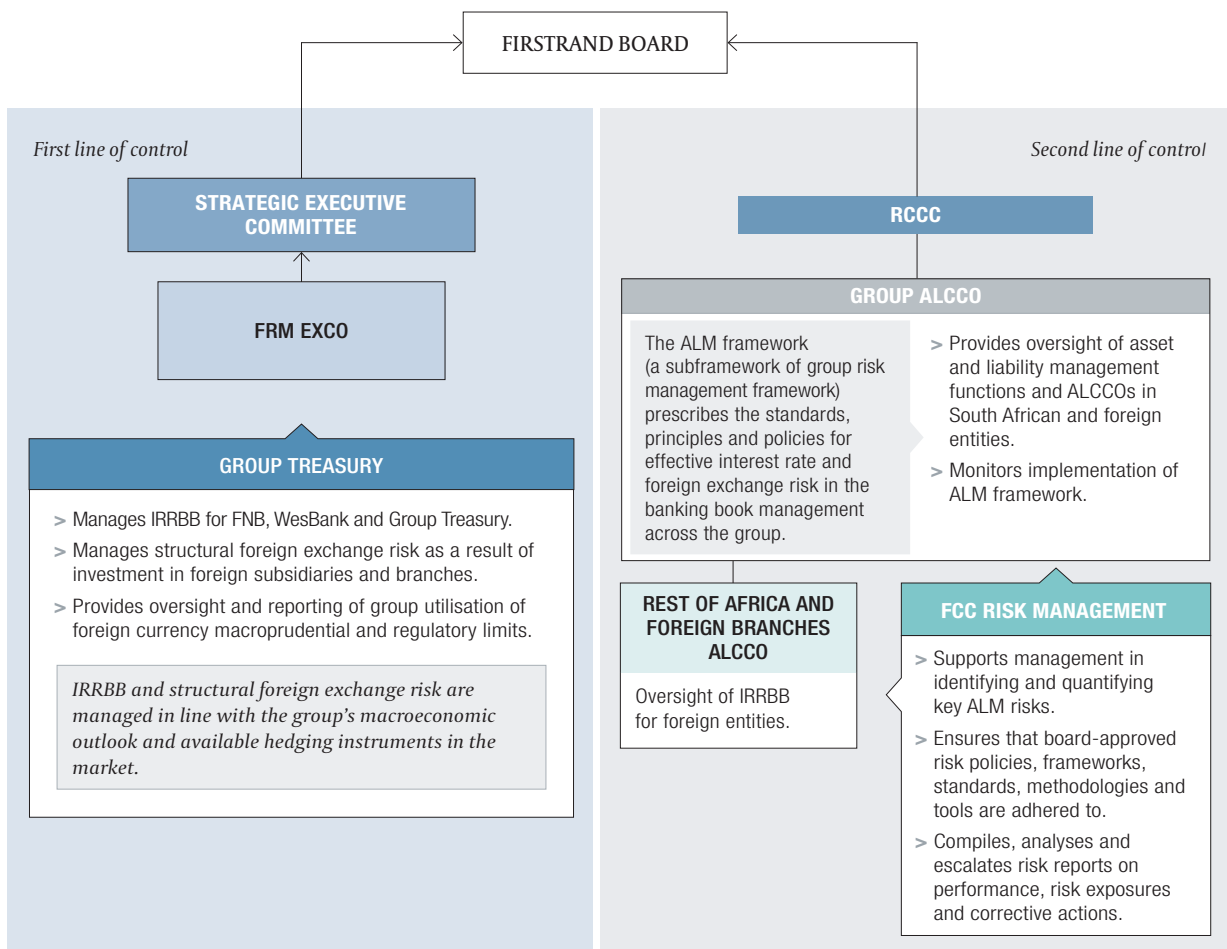 FIRSTRAND BOARD
First line of control
STRATEGIC EXECUTIVE
COMMITTEE
FRM EXCO
GROUP TREASURY
> Manages IRRBB for FNB, WesBank and Group Treasury.
> Manages structural foreign exchange risk as a result of
investment in foreign subsidiaries and branches.
> Provides oversight and reporting of group utilisation of
foreign currency macroprudential and regulatory limits.
IRRBB and structural foreign exchange risk are
managed in line with the group's macroeconomic
outlook and available hedging instruments in the
market.
Second line of control
RCCC
GROUP ALCCO
The ALM framework
(a subframework of group risk
management framework)
prescribes the standards,
principles and policies for
effective interest rate and
foreign exchange risk in the
banking book management
across the group.
> Provides oversight of asset
and liability management
functions and ALCCOs in
South African and foreign
entities.
> Monitors implementation of
ALM framework.
REST OF AFRICA AND
FOREIGN BRANCHES
ALCCO
Oversight of IRRBB
for foreign entities.
FCC RISK MANAGEMENT
> Supports management in
identifying and quantifying
key ALM risks.
> Ensures that board-approved
risk policies, frameworks,
standards, methodologies and
tools are adhered to.
> Compiles, analyses and
escalates risk reports on
performance, risk exposures
and corrective actions.